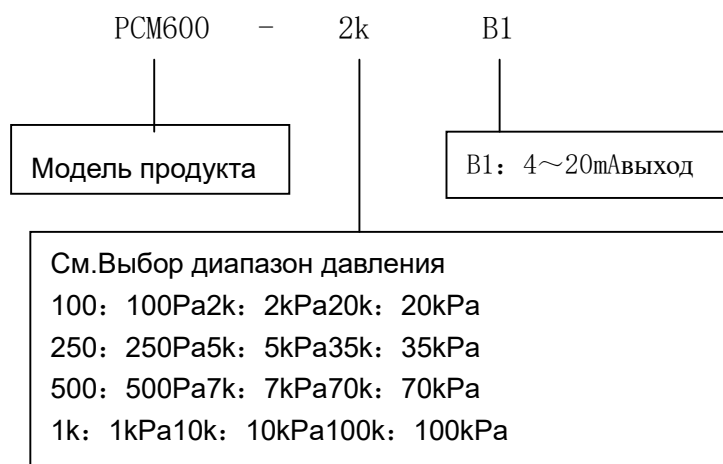 PCM600 - 2k B1
Модель продукта
B1：4～20mAвыход
См.Выбор диапазон давления
100：100Pa2k：2kPa20k：20kPa
250：250Pa5k：5kPa35k：35kPa
500：500Pa7k：7kPa70k：70kPa
1k：1kPa10k：10kPa100k：100kPa